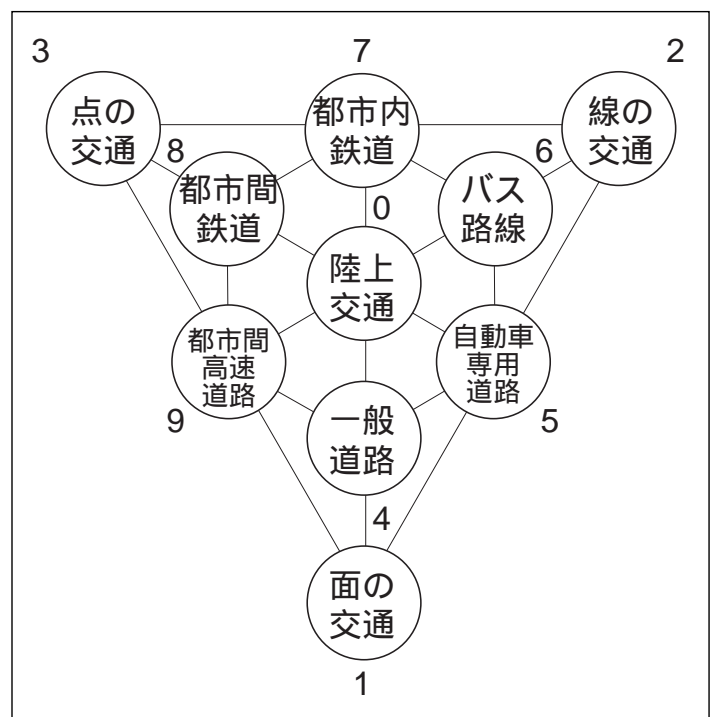 3
7
2
点の
交通
都市内
鉄道
線の
交通
8
6
都市間
鉄道
バス
路線
0
陸上
交通
都市間
高速
道路
自動車
専用
道路
9
5
一般
道路
4
面の
交通
1